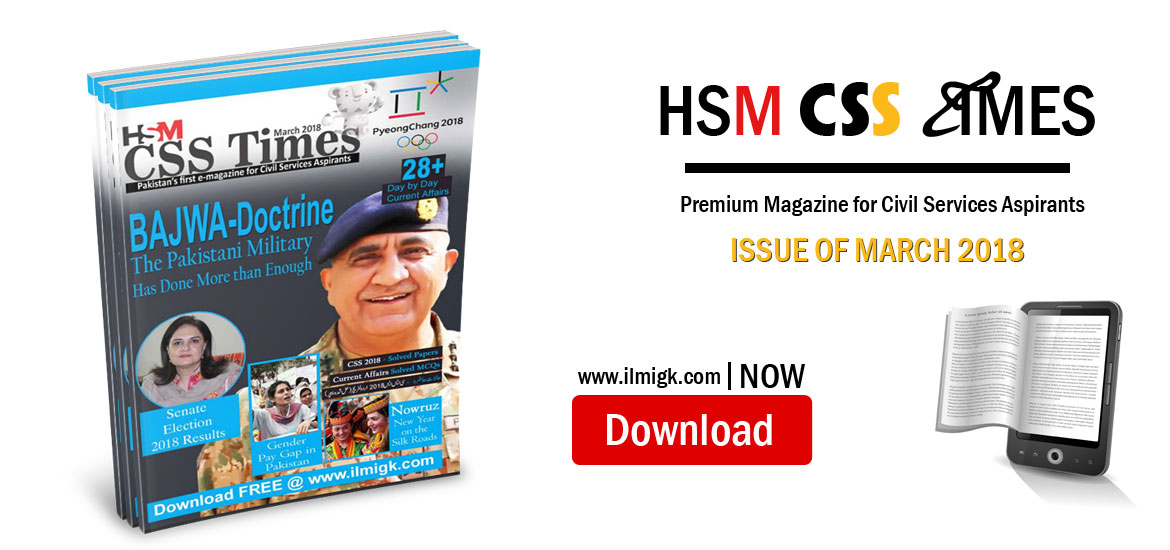 March 2018
HSM
CSS Times
Pakistan's first e-magazine for Civil Services Aspirants
PyeongChang 2018
28+
Day by Day
Current Affairs
BAJWA-Doctrine
The Pakistani Military
Has Done More than Enough
CSS 2018 - Solved Papers
Current Affairs Solved MCQs
Senate
Election
2018 Results
Gender
Pay Gap in
Pakistan
Nowruz
New Year
on the
Silk Roads
Download FREE @ www.ilmigk.com
HSM CSS TIMES
Premium Magazine for Civil Services Aspirants
ISSUE OF MARCH 2018
www.ilmigk.com | NOW
Download